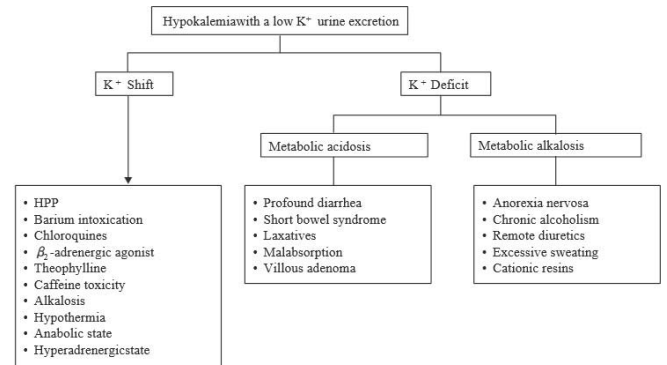 Hypokalemiawith a low K⁺ urine excretion
K⁺ Shift
K⁺ Deficit
Metabolic acidosis
Metabolic alkalosis
• HPP
• Barium intoxication
• Chloroquines
• β₂-adrenergic agonist
• Theophylline
• Caffeine toxicity
• Alkalosis
• Hypothermia
• Anabolic state
• Hyperadrenergicstate
• Profound diarrhea
• Short bowel syndrome
• Laxatives
• Malabsorption
• Villous adenoma
• Anorexia nervosa
• Chronic alcoholism
• Remote diuretics
• Excessive sweating
• Cationic resins